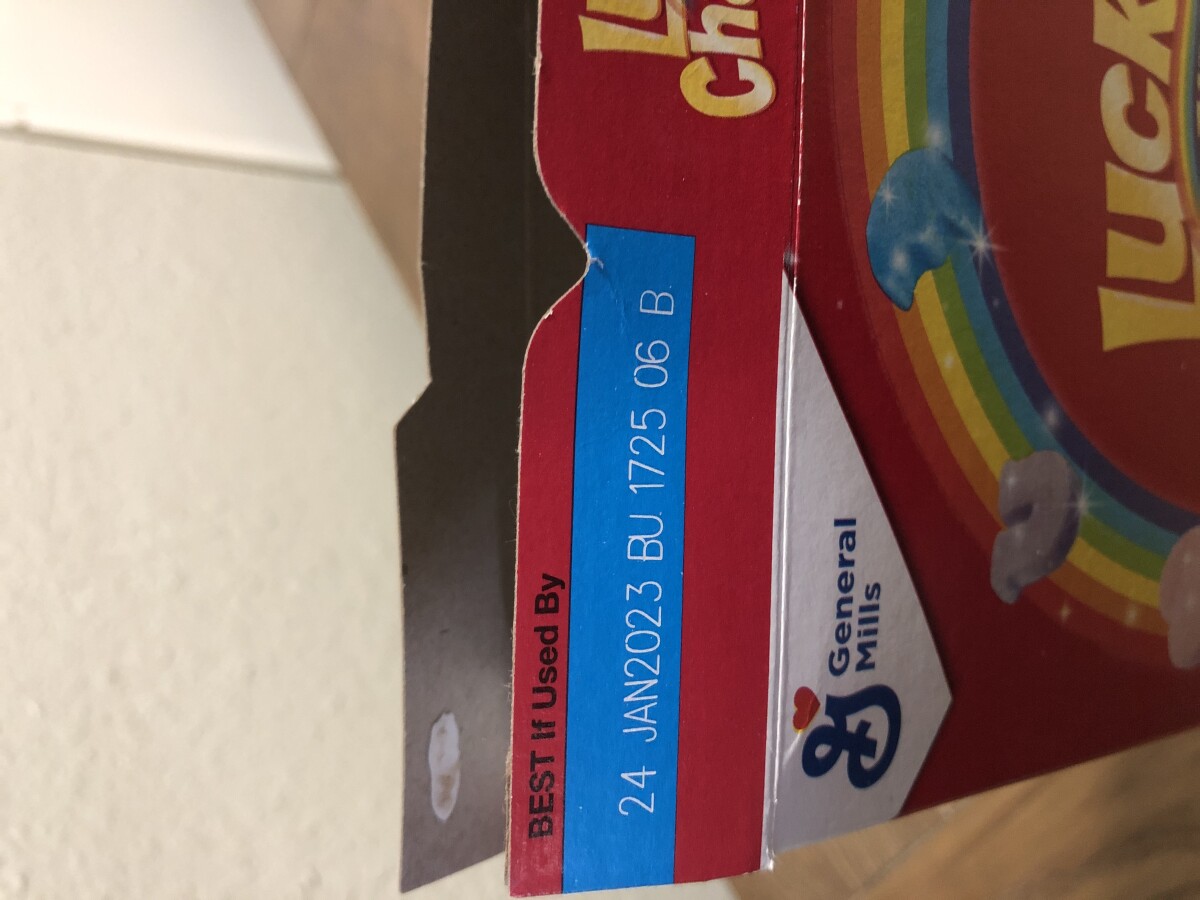 BEST If Used By
24 JAN2023 BU 1725 06 B
General
Mills